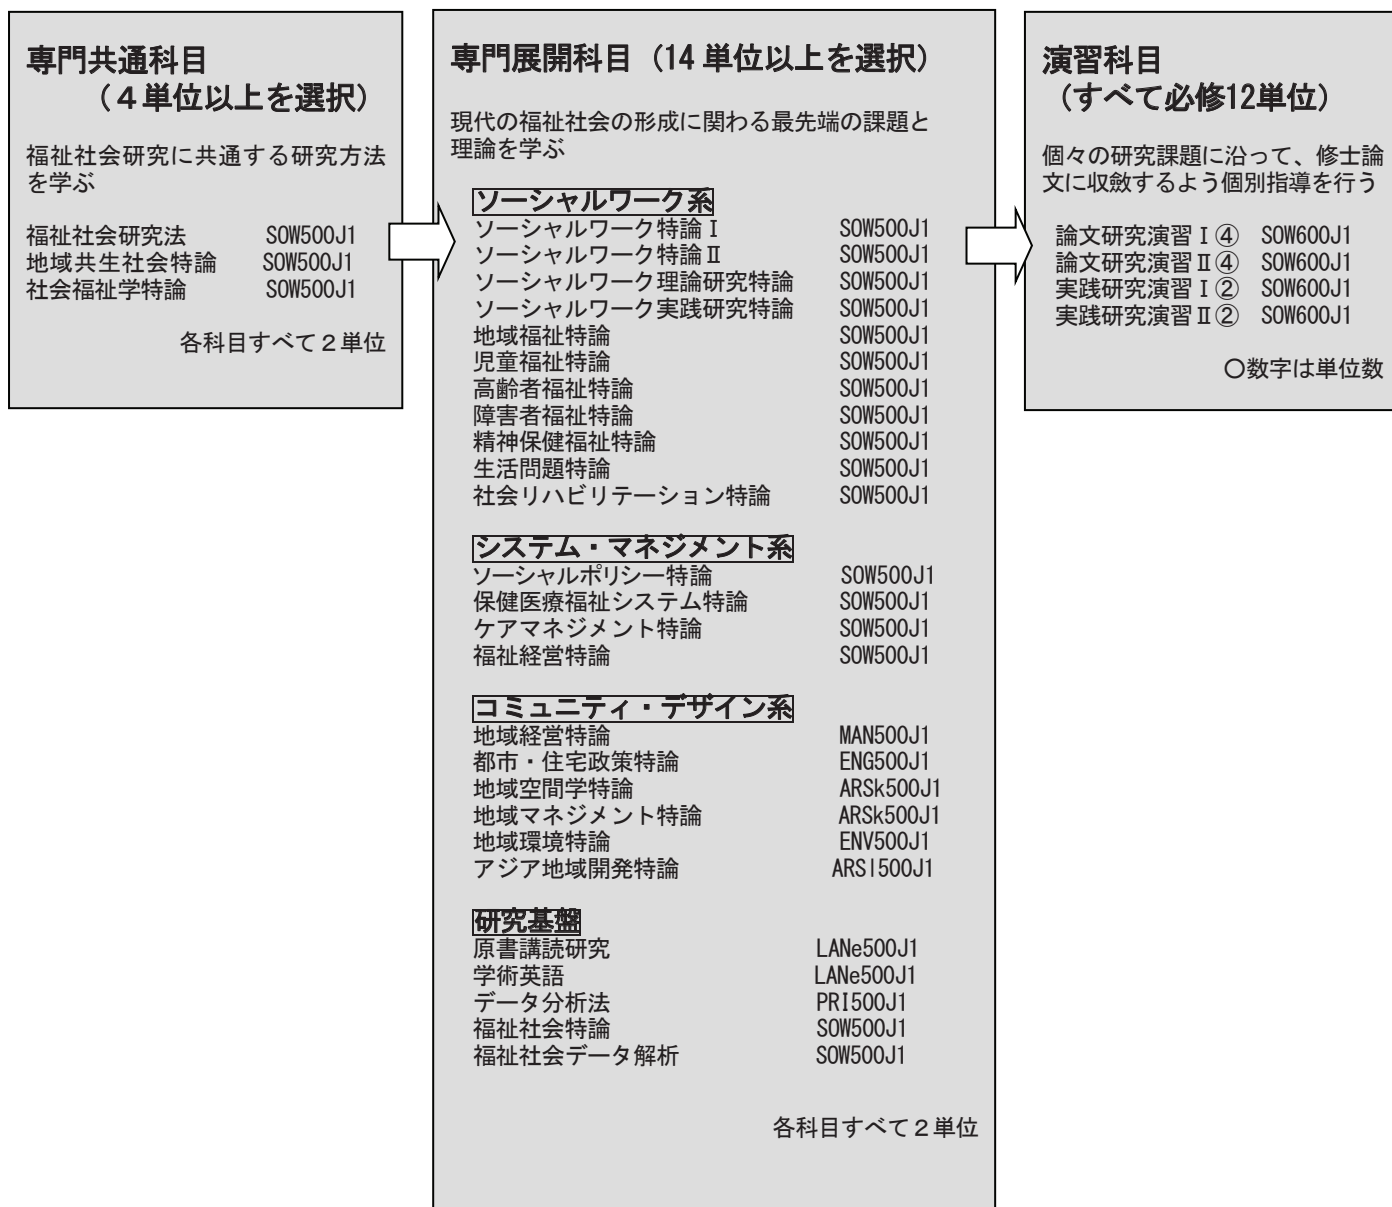 専門共通科目
（４単位以上を選択）
福祉社会研究に共通する研究方法
を学ぶ
福祉社会研究法 SOW500J1
地域共生社会特論 SOW500J1
社会福祉学特論 SOW500J1
各科目すべて２単位
専門展開科目（14 単位以上を選択）
現代の福祉社会の形成に関わる最先端の課題と
理論を学ぶ
ソーシャルワーク系
ソーシャルワーク特論Ⅰ SOW500J1
ソーシャルワーク特論Ⅱ SOW500J1
ソーシャルワーク理論研究特論 SOW500J1
ソーシャルワーク実践研究特論 SOW500J1
地域福祉特論 SOW500J1
児童福祉特論 SOW500J1
高齢者福祉特論 SOW500J1
障害者福祉特論 SOW500J1
精神保健福祉特論 SOW500J1
生活問題特論 SOW500J1
社会リハビリテーション特論 SOW500J1
システム・マネジメント系
ソーシャルポリシー特論 SOW500J1
保健医療福祉システム特論 SOW500J1
ケアマネジメント特論 SOW500J1
福祉経営特論 SOW500J1
コミュニティ・デザイン系
地域経営特論 MAN500J1
都市・住宅政策特論 ENG500J1
地域空間学特論 ARSk500J1
地域マネジメント特論 ARSk500J1
地域環境特論 ENV500J1
アジア地域開発特論 ARSl500J1
研究基盤
原書講読研究 LANe500J1
学術英語 LANe500J1
データ分析法 PRI500J1
福祉社会特論 SOW500J1
福祉社会データ解析 SOW500J1
各科目すべて２単位
演習科目
（すべて必修12単位）
個々の研究課題に沿って、修士論
文に収斂するよう個別指導を行う
論文研究演習Ⅰ④ SOW600J1
論文研究演習Ⅱ④ SOW600J1
実践研究演習Ⅰ② SOW600J1
実践研究演習Ⅱ② SOW600J1
○数字は単位数